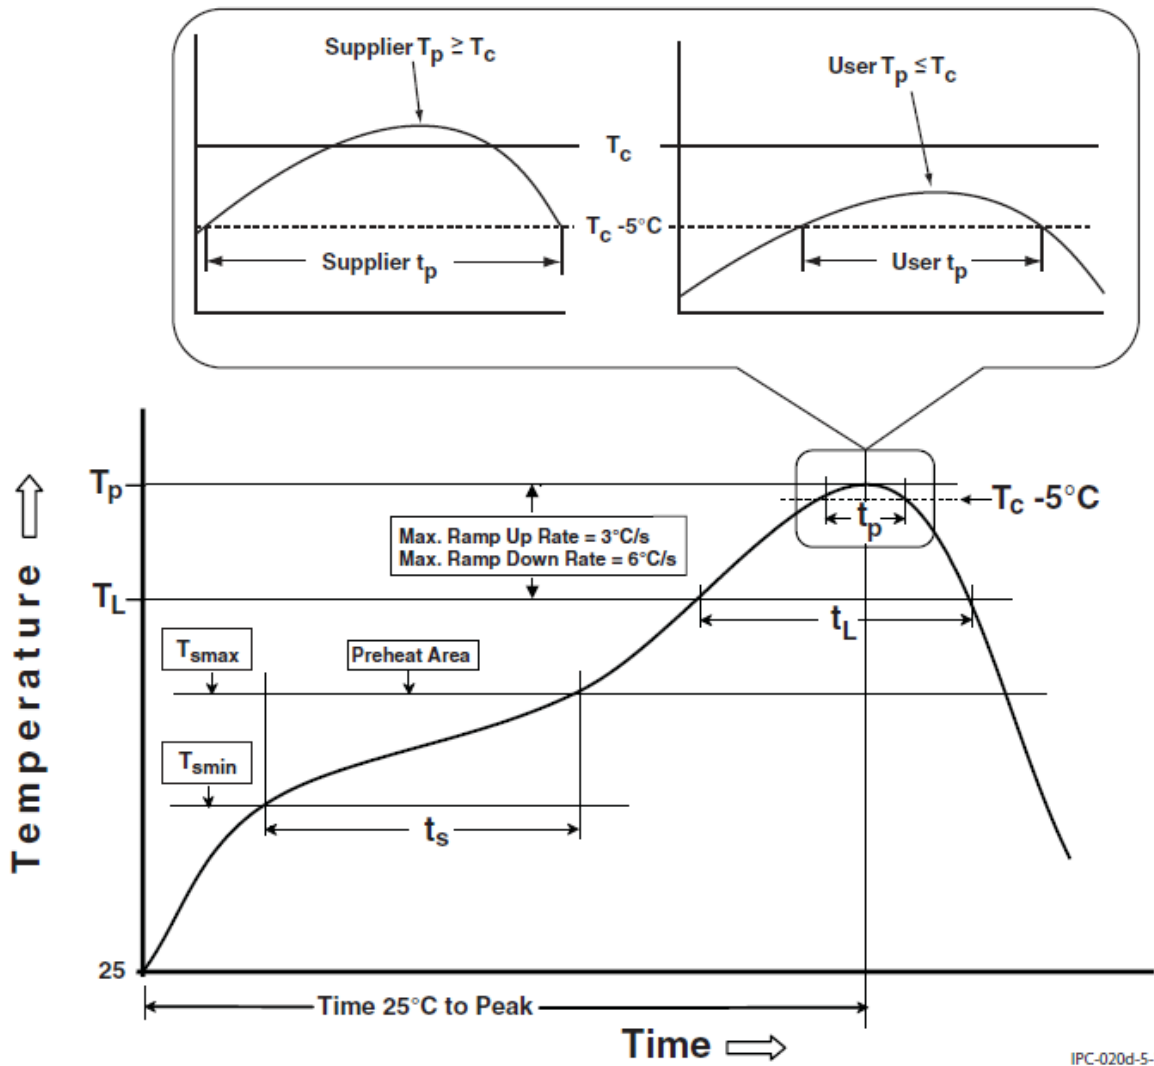 Supplier Tp ≥ Tc
User Tp ≤ Tc
Tc
Tc -5°C
Supplier tp
User tp
Tp
Tc -5°C
tp
Max. Ramp Up Rate = 3°C/s
Max. Ramp Down Rate = 6°C/s
TL
tL
Tsmax
Preheat Area
Tsmin
ts
Temperature
25
Time 25°C to Peak
Time
IPC-020d-5-